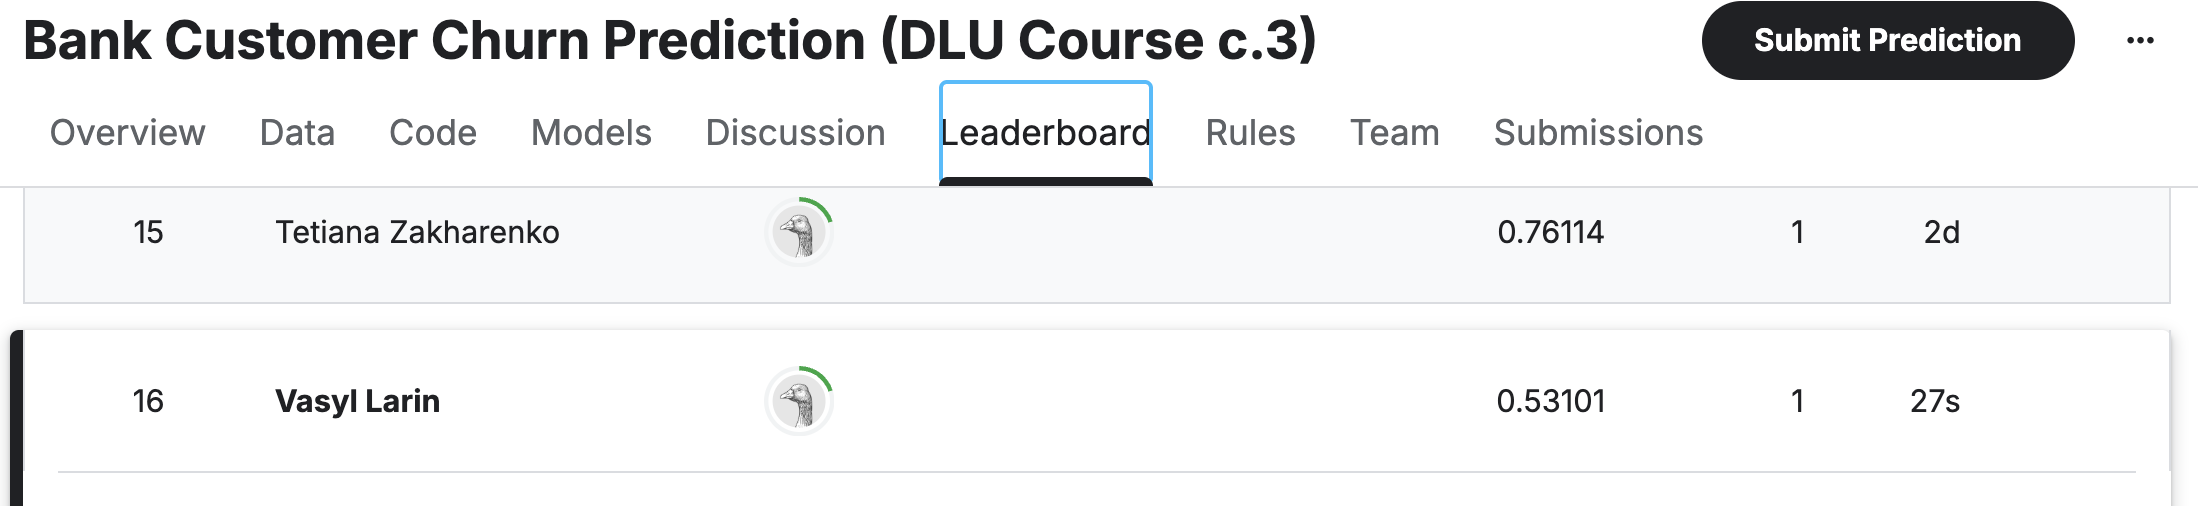 Bank Customer Churn Prediction (DLU Course c.3) Submit Prediction ...
Overview Data Code Models Discussion Leaderboard Rules Team Submissions
15 Tetiana Zakharenko 0.76114 1 2d
16 Vasyl Larin 0.53101 1 27s